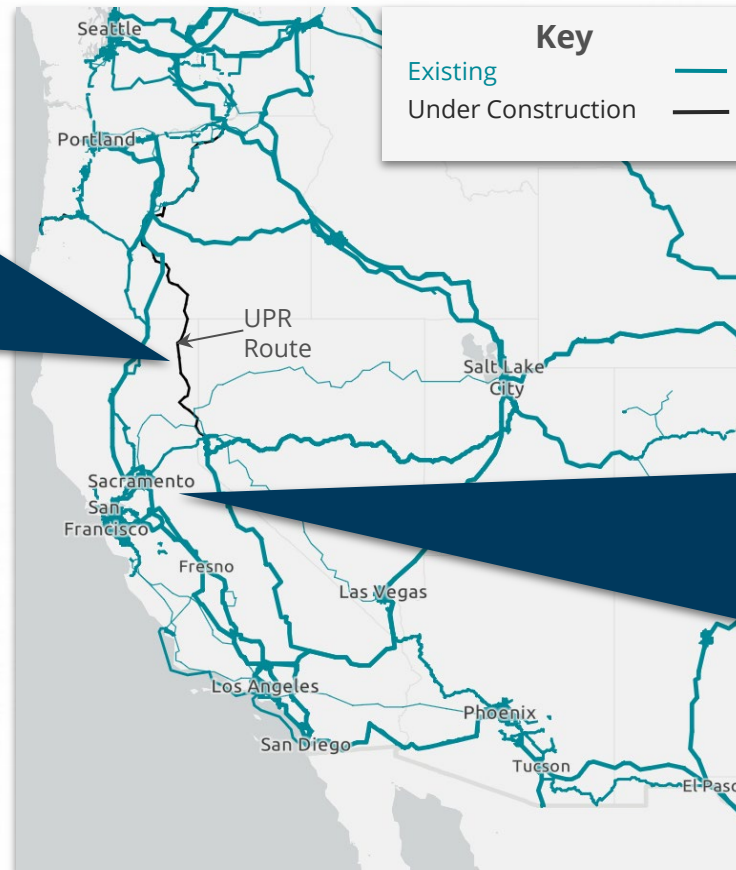 Key
Existing
Under Construction
Seattle
Portland
UPR
Route
Salt Lake
City
Sacramento
San
Francisco
Fresno
Las Vegas
Los Angeles
Phoenix
San Diego
Tucson
El Paso